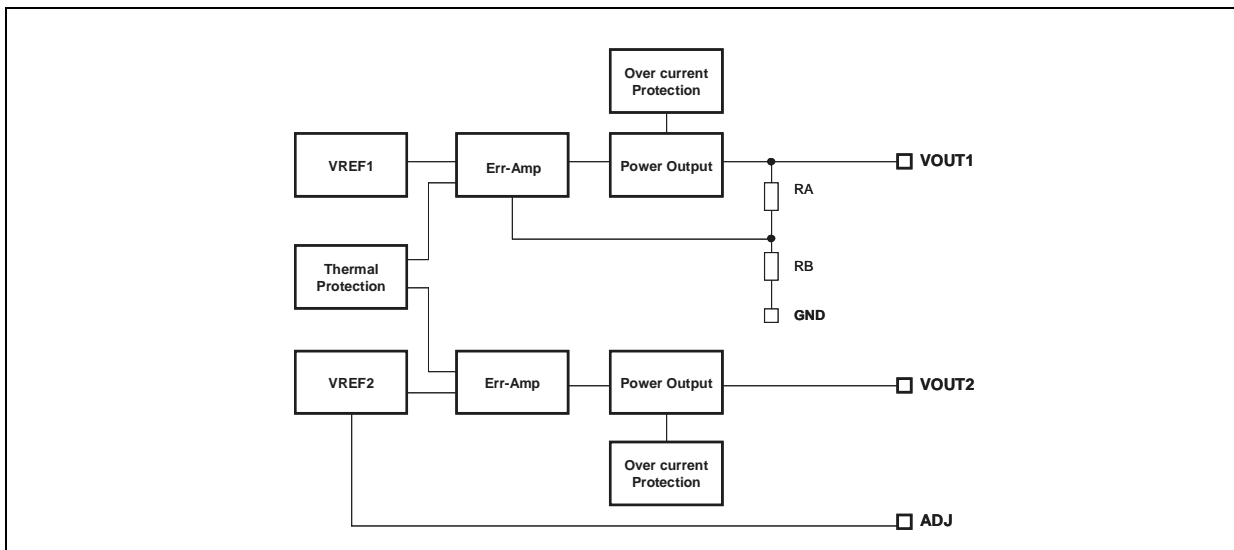 Over current
Protection
VREF1
Err-Amp
Power Output
VOUT1
RA
Thermal
Protection
RB
GND
VREF2
Err-Amp
Power Output
VOUT2
Over current
Protection
ADJ